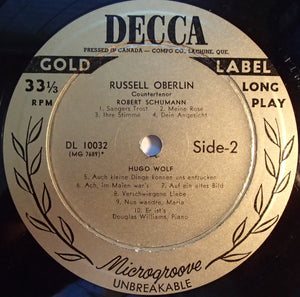 DECCA
PRESSED IN CANADA — COMPO CO., LACHINE, QUE.
GOLD LABEL
33 1/3 RPM
LONG PLAY
RUSSELL OBERLIN
Countertenor
ROBERT SCHUMANN
1. Sangers Trost 2. Meine Rose
3. Ihre Stimme 4. Dein Angesicht
DL 10032
(MG 7689)*
Side-2
HUGO WOLF
5. Auch kleine Dinge konnen uns entzucken
6. Ach, im Maien war's 7. Auf ein altes Bild
8. Verschwiegene Liebe
9. Nun wandre, Maria
10. Er ist's
Douglas Williams, Piano
Microgroove
UNBREAKABLE